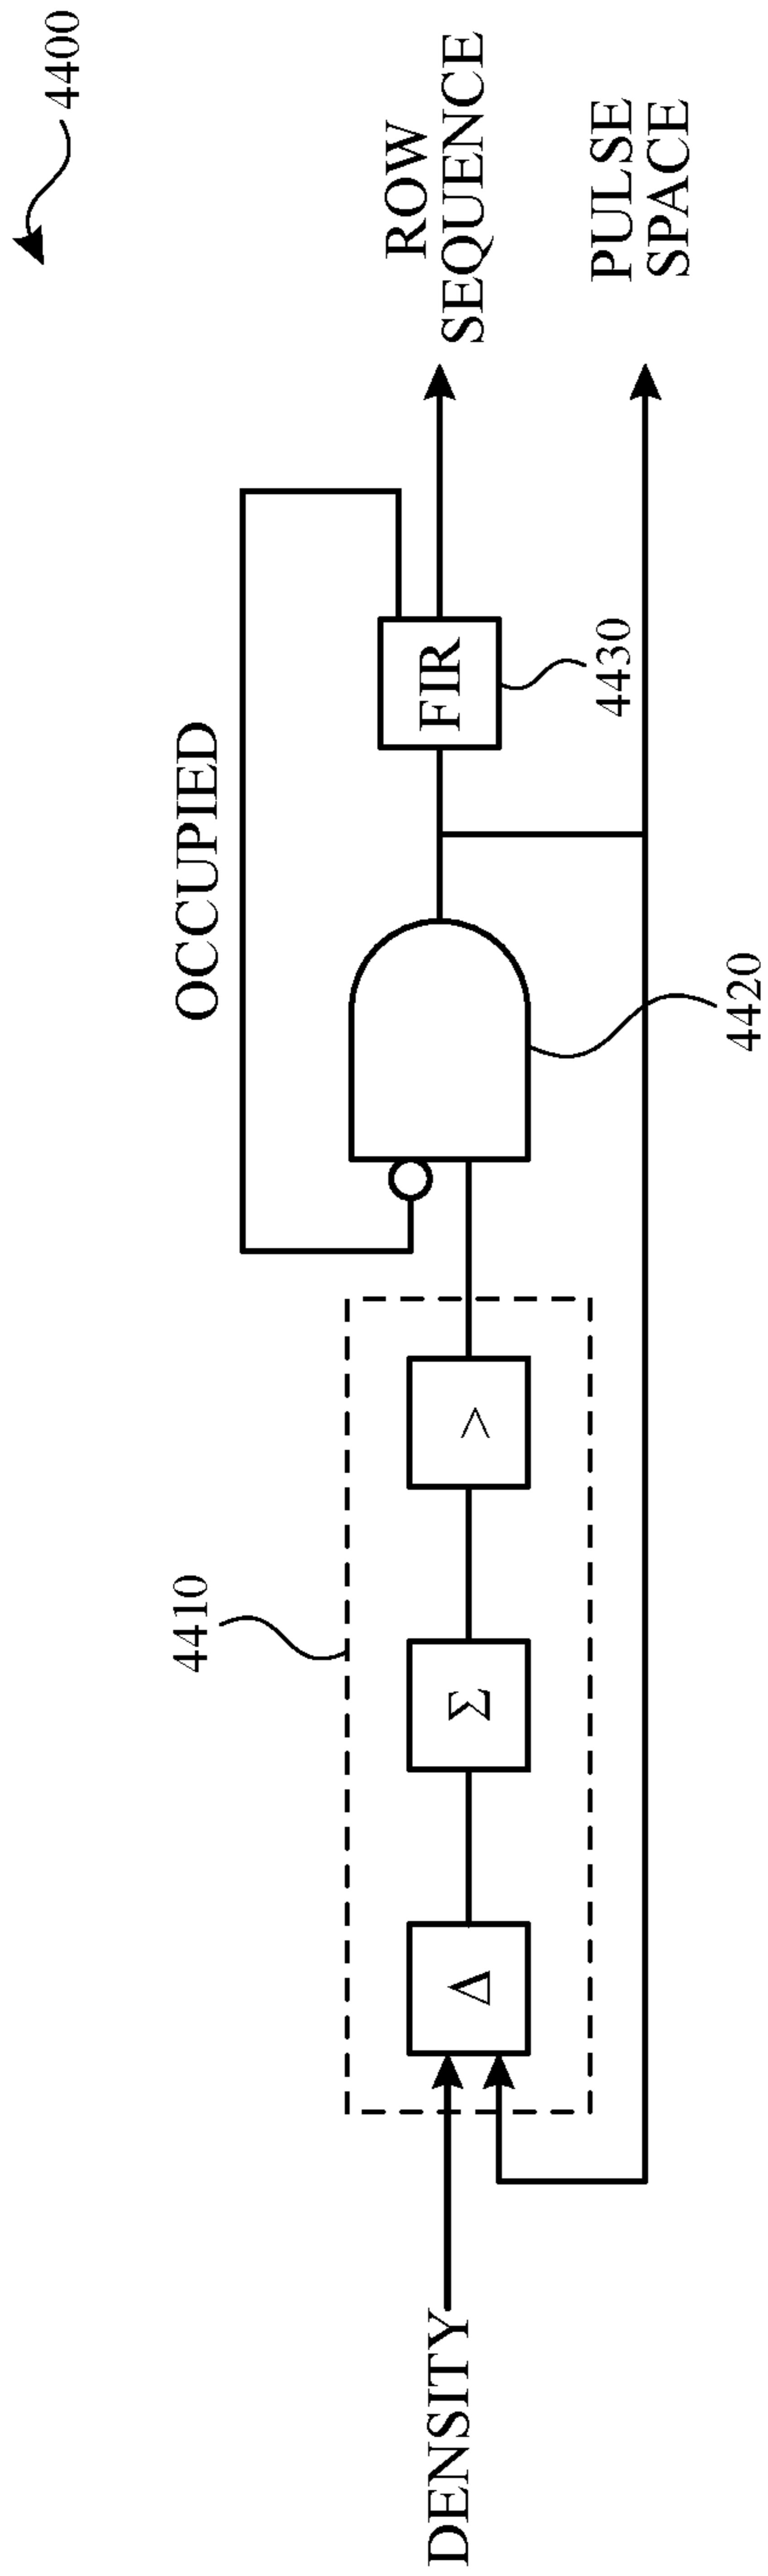 4400
OCCUPIED
4410
DENSITY
Δ
Σ
>
FIR
ROW
SEQUENCE
4430
4420
PULSE
SPACE